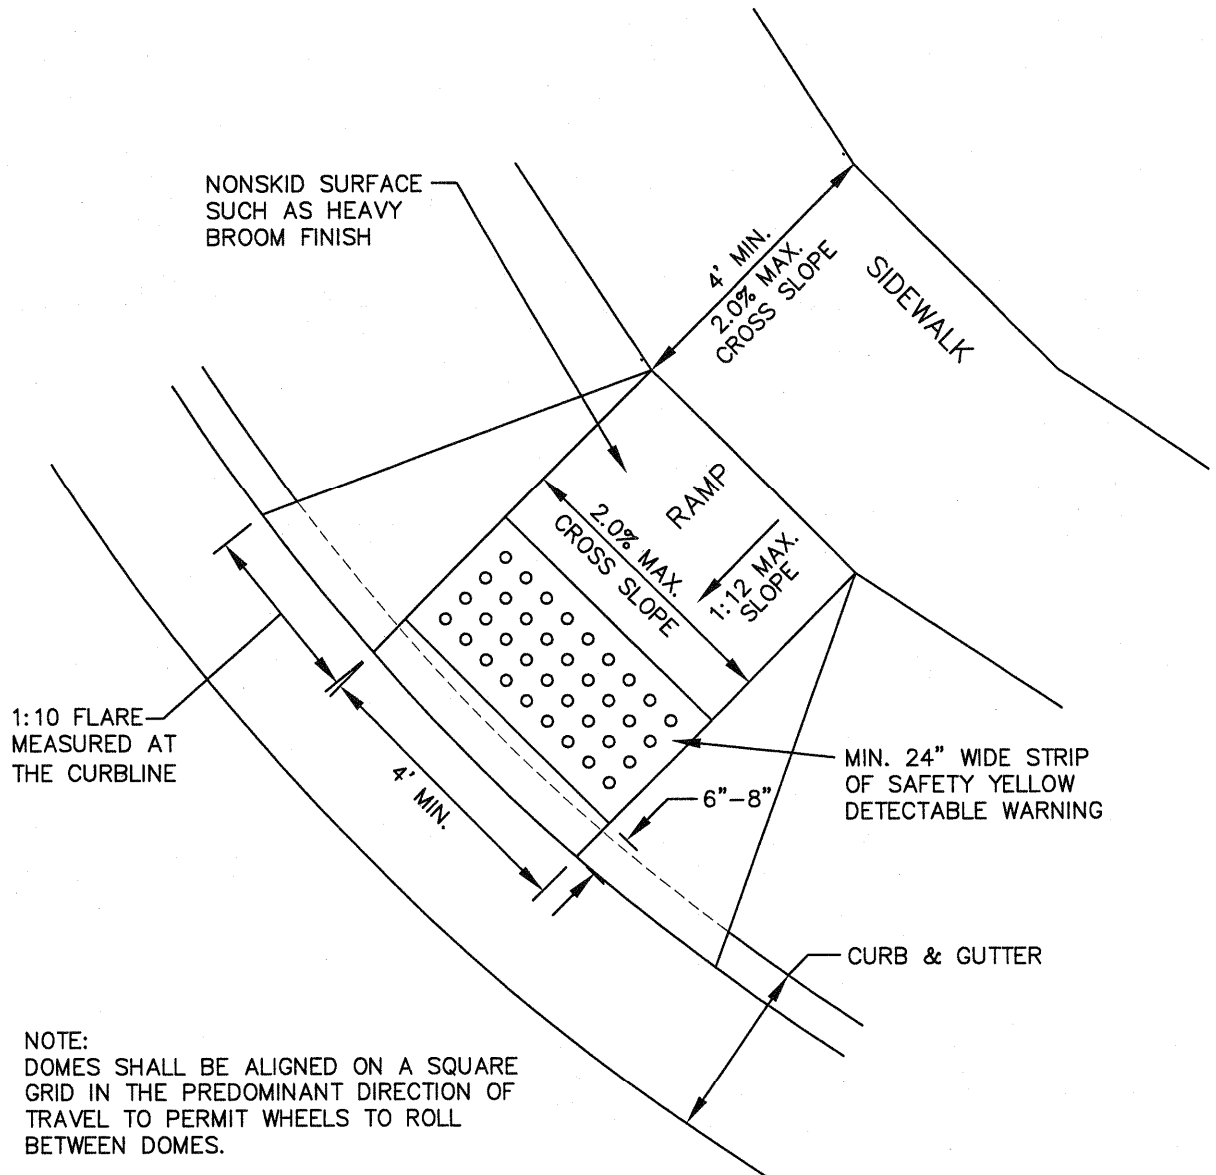 NONSKID SURFACE
SUCH AS HEAVY
BROOM FINISH
4' MIN.
2.0% MAX.
CROSS SLOPE
SIDEWALK
RAMP
2.0% MAX.
CROSS SLOPE
1:12 MAX.
SLOPE
1:10 FLARE
MEASURED AT
THE CURBLINE
4' MIN.
6"-8"
MIN. 24" WIDE STRIP
OF SAFETY YELLOW
DETECTABLE WARNING
CURB & GUTTER
NOTE:
DOMES SHALL BE ALIGNED ON A SQUARE
GRID IN THE PREDOMINANT DIRECTION OF
TRAVEL TO PERMIT WHEELS TO ROLL
BETWEEN DOMES.